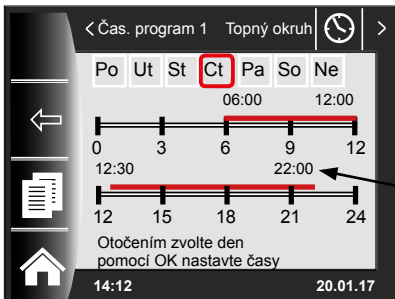 Čas. program 1 Topný okruh
Po Ut St Čt Pa So Ne
06:00 12:00
0 3 6 9 12
12:30 22:00
12 15 18 21 24
Otočením zvolte den
pomocí OK nastavte časy
14:12 20.01.17